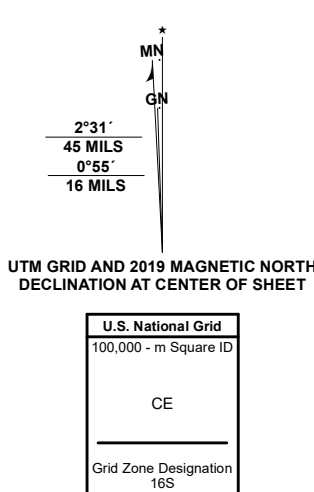 ★
MN
GN
2°31´
45 MILS
0°55´
16 MILS
UTM GRID AND 2019 MAGNETIC NORTH
DECLINATION AT CENTER OF SHEET
U.S. National Grid
100,000 - m Square ID
CE
Grid Zone Designation
16S